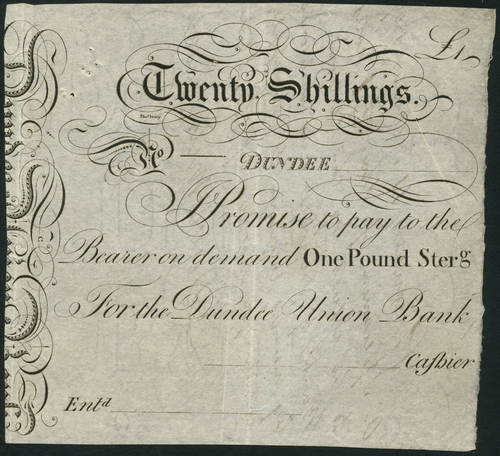 £1
Twenty Shillings.
No DUNDEE
I Promise to pay to the
Bearer on demand One Pound Sterg
For the Dundee Union Bank
Caſhier
Entd